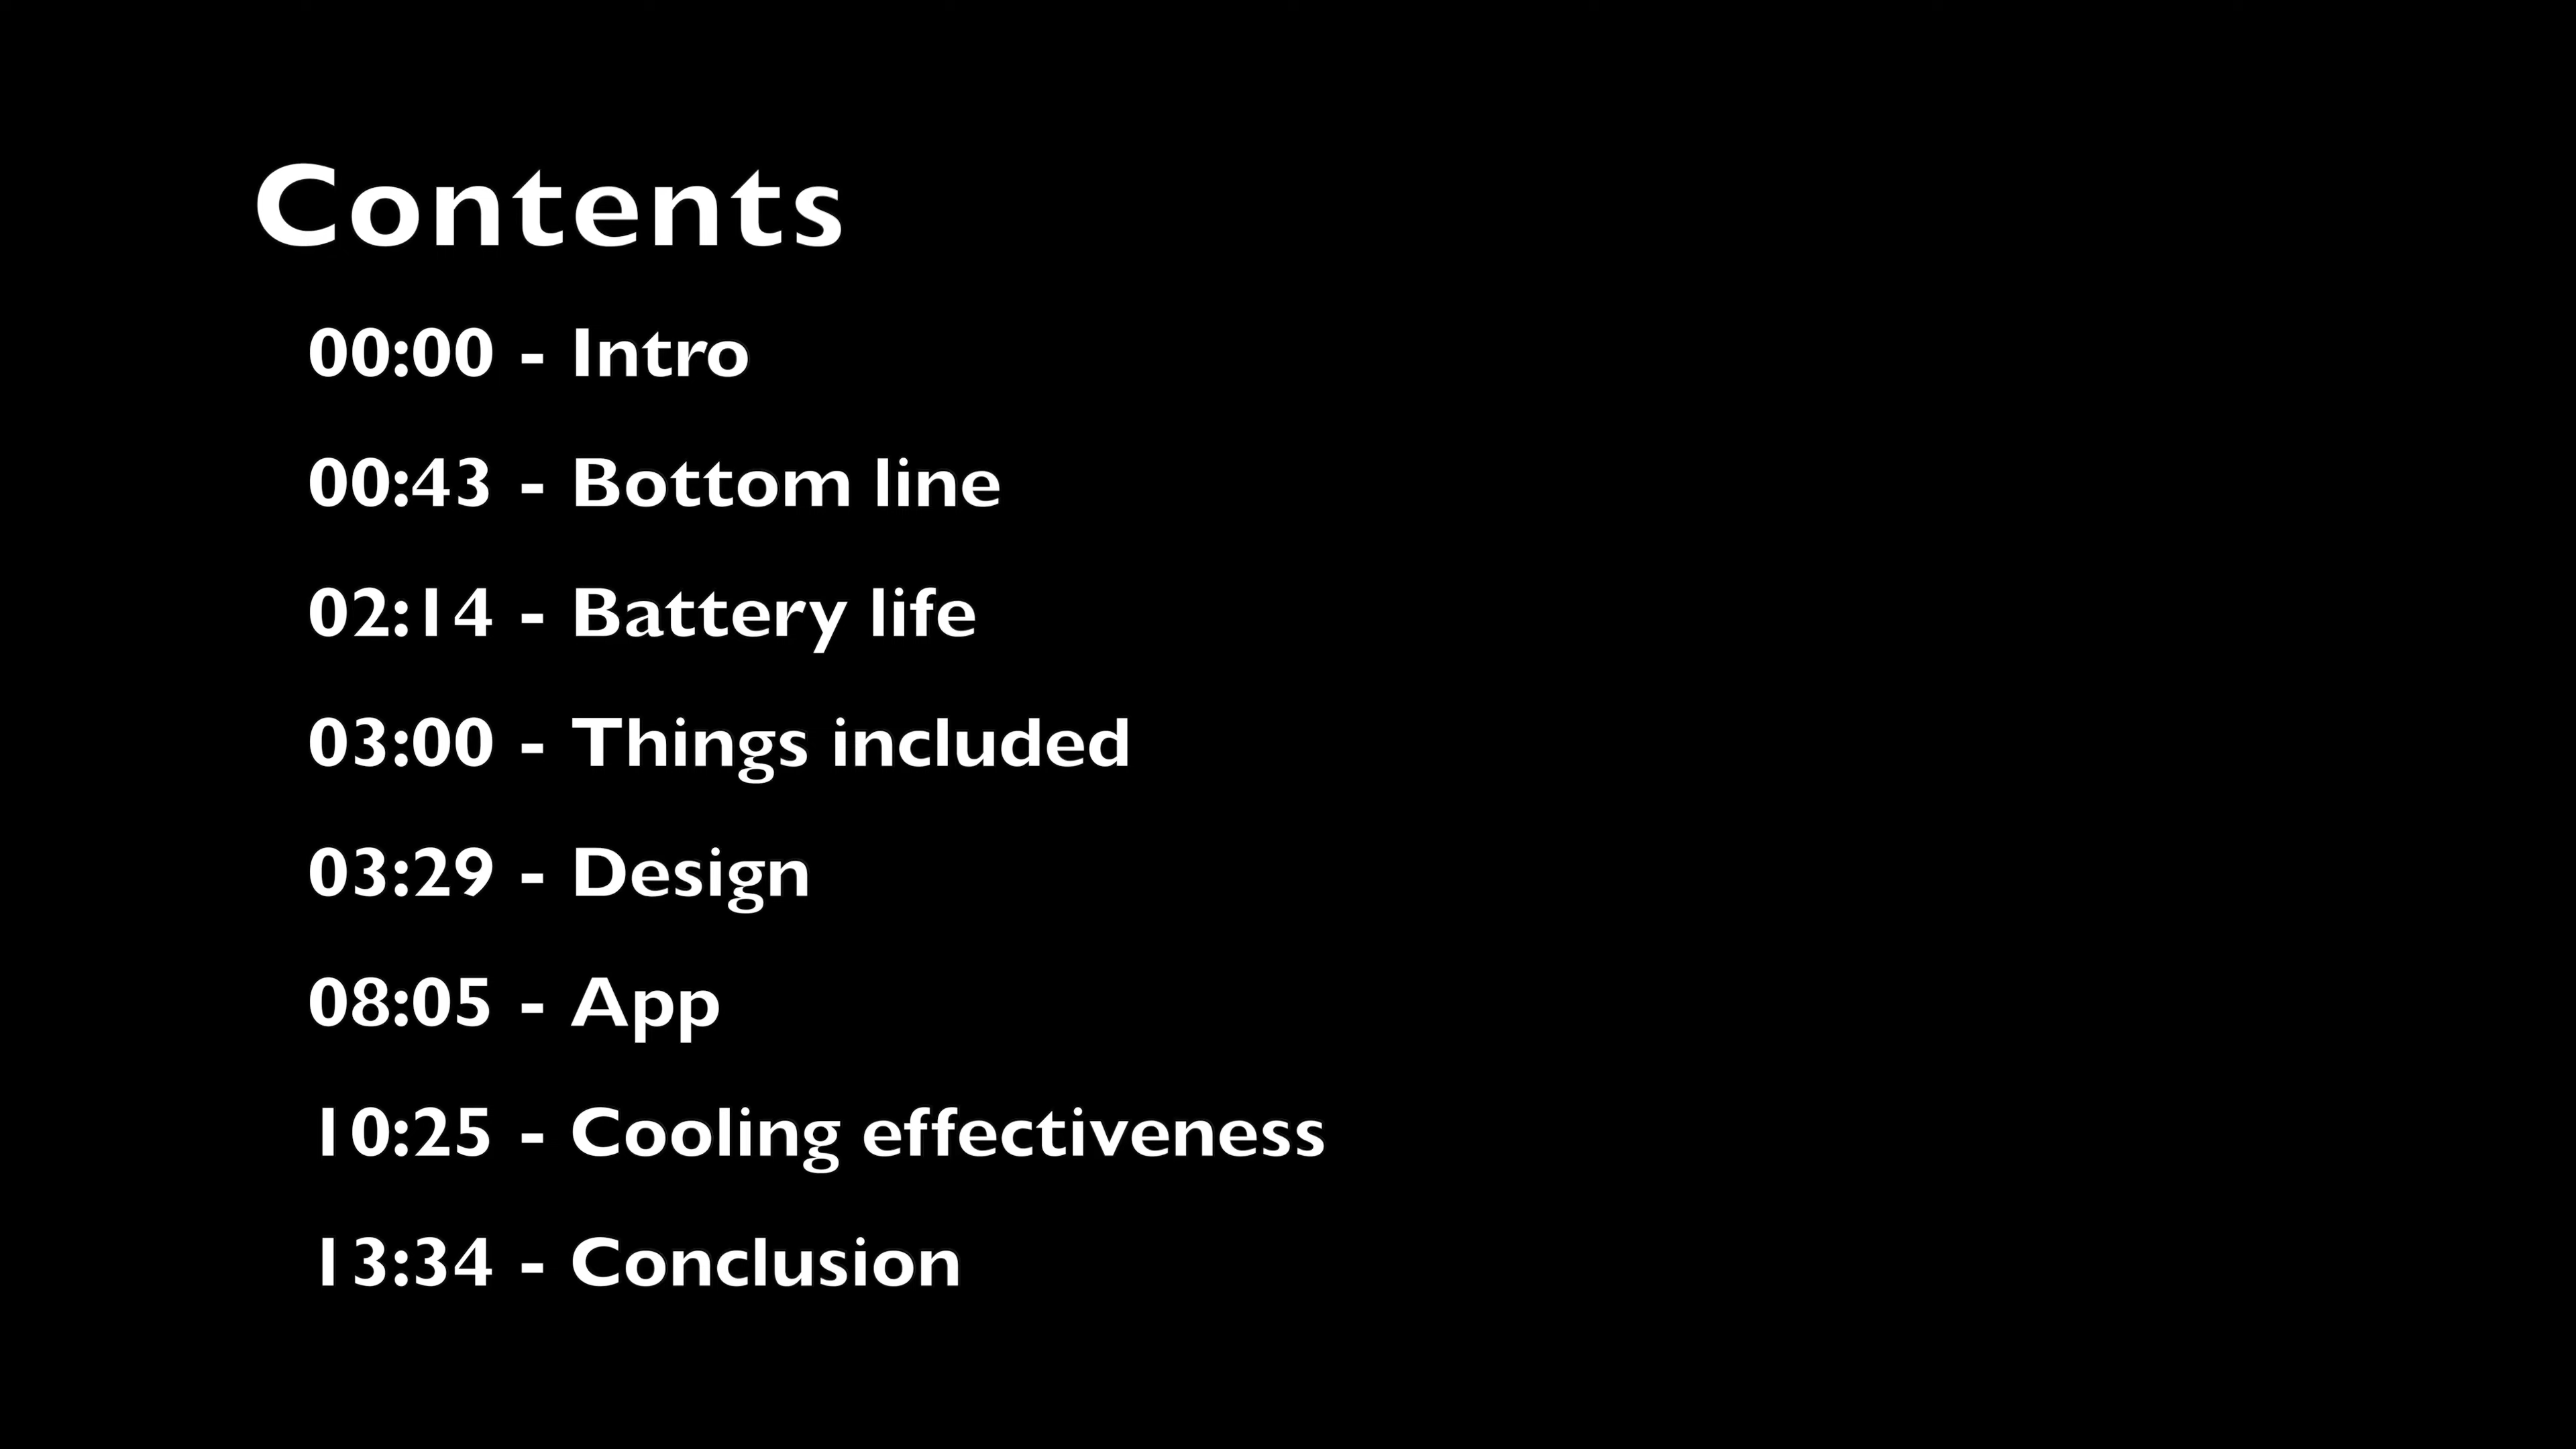 Contents
00:00 - Intro
00:43 - Bottom line
02:14 - Battery life
03:00 - Things included
03:29 - Design
08:05 - App
10:25 - Cooling effectiveness
13:34 - Conclusion